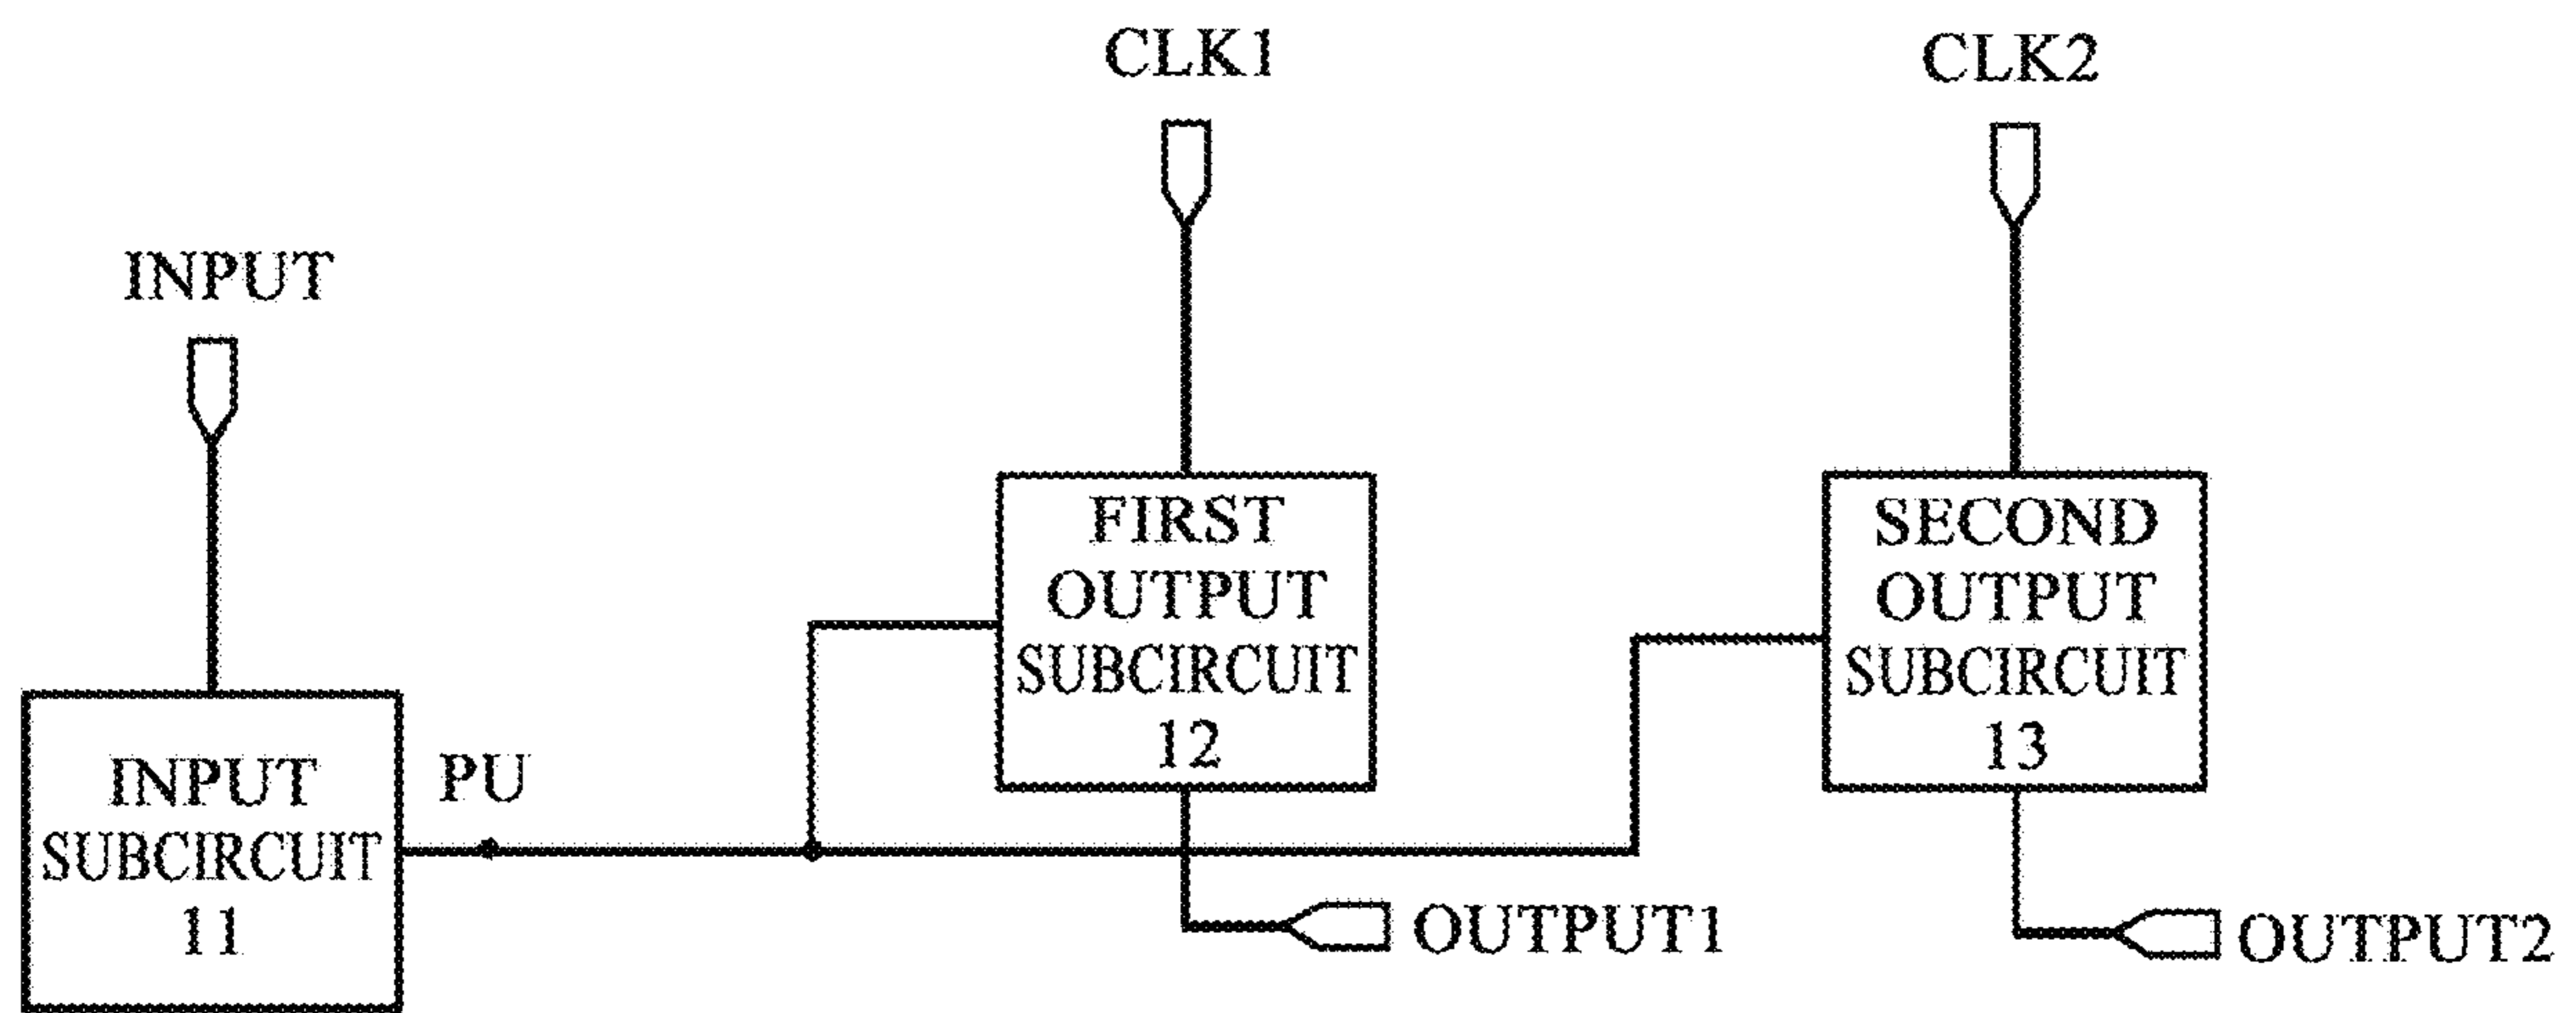 CLK1
CLK2
INPUT
FIRST
OUTPUT
SUBCIRCUIT
12
SECOND
OUTPUT
SUBCIRCUIT
13
INPUT
SUBCIRCUIT
11
PU
OUTPUT1
OUTPUT2